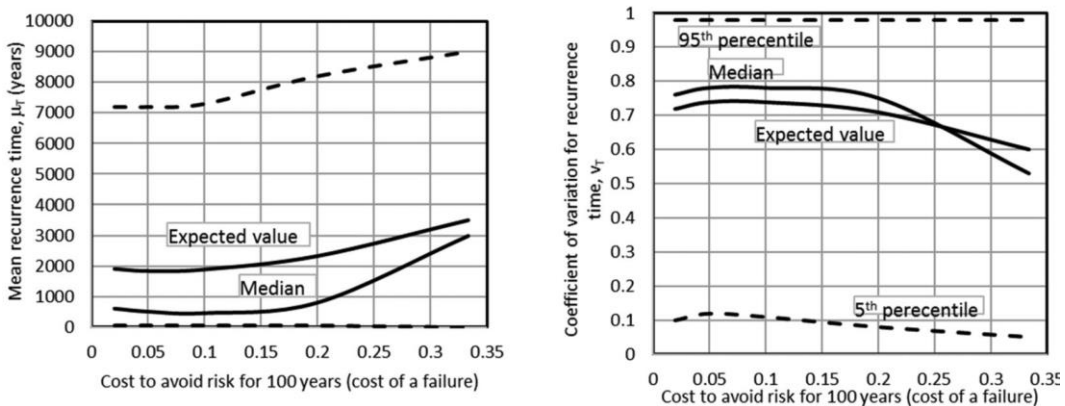 10000
9000
8000
7000
6000
5000
4000
3000
2000
1000
0
Mean recurrence time, μT (years)
Expected value
Median
0 0.05 0.1 0.15 0.2 0.25 0.3 0.35
Cost to avoid risk for 100 years (cost of a failure)
1
0.9
0.8
0.7
0.6
0.5
0.4
0.3
0.2
0.1
0
Coefficient of variation for recurrence
time, vT
95th perecentile
Median
Expected value
5th perecentile
0 0.05 0.1 0.15 0.2 0.25 0.3 0.35
Cost to avoid risk for 100 years (cost of a failure)